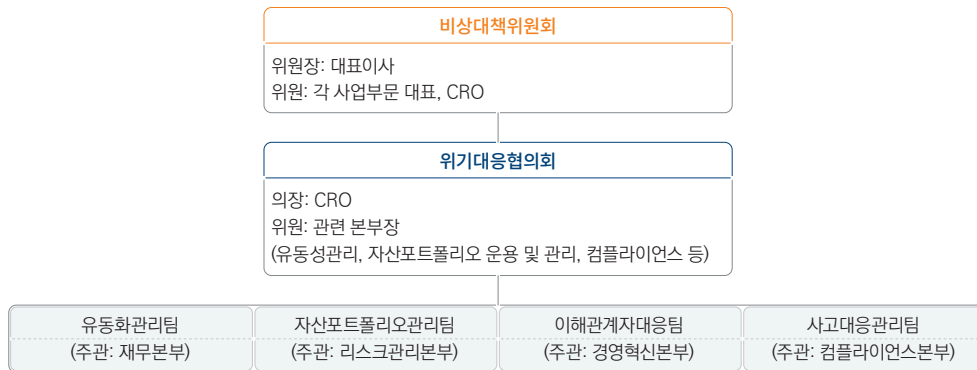 비상대책위원회
위원장: 대표이사
위원: 각 사업부문 대표, CRO
위기대응협의회
의장: CRO
위원: 관련 본부장
(유동성관리, 자산포트폴리오 운용 및 관리, 컴플라이언스 등)
유동화관리팀
(주관: 재무본부)
자산포트폴리오관리팀
(주관: 리스크관리본부)
이해관계자대응팀
(주관: 경영혁신본부)
사고대응관리팀
(주관: 컴플라이언스본부)